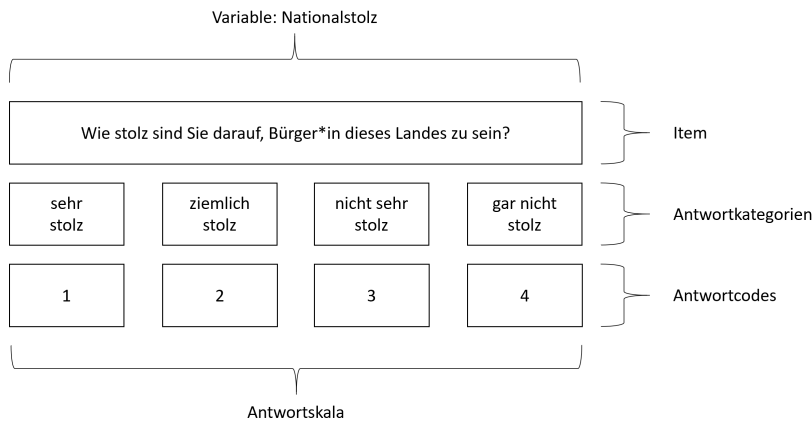 Variable: Nationalstolz
Wie stolz sind Sie darauf, Bürger*in dieses Landes zu sein?
Item
sehr
stolz
ziemlich
stolz
nicht sehr
stolz
gar nicht
stolz
Antwortkategorien
1
2
3
4
Antwortcodes
Antwortskala